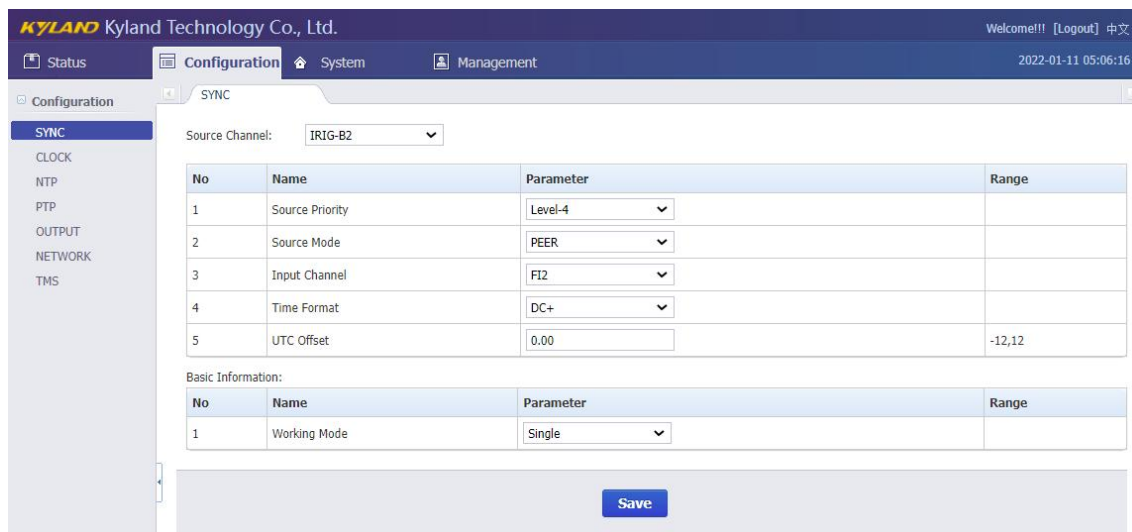 KYLAND Kyland Technology Co., Ltd.
Welcome!!! [Logout] 中文
Status Configuration System Management 2022-01-11 05:06:16
Configuration
SYNC
CLOCK
NTP
PTP
OUTPUT
NETWORK
TMS
SYNC
Source Channel: IRIG-B2
No Name Parameter Range
1 Source Priority Level-4
2 Source Mode PEER
3 Input Channel FI2
4 Time Format DC+
5 UTC Offset 0.00 -12,12
Basic Information:
No Name Parameter Range
1 Working Mode Single
Save